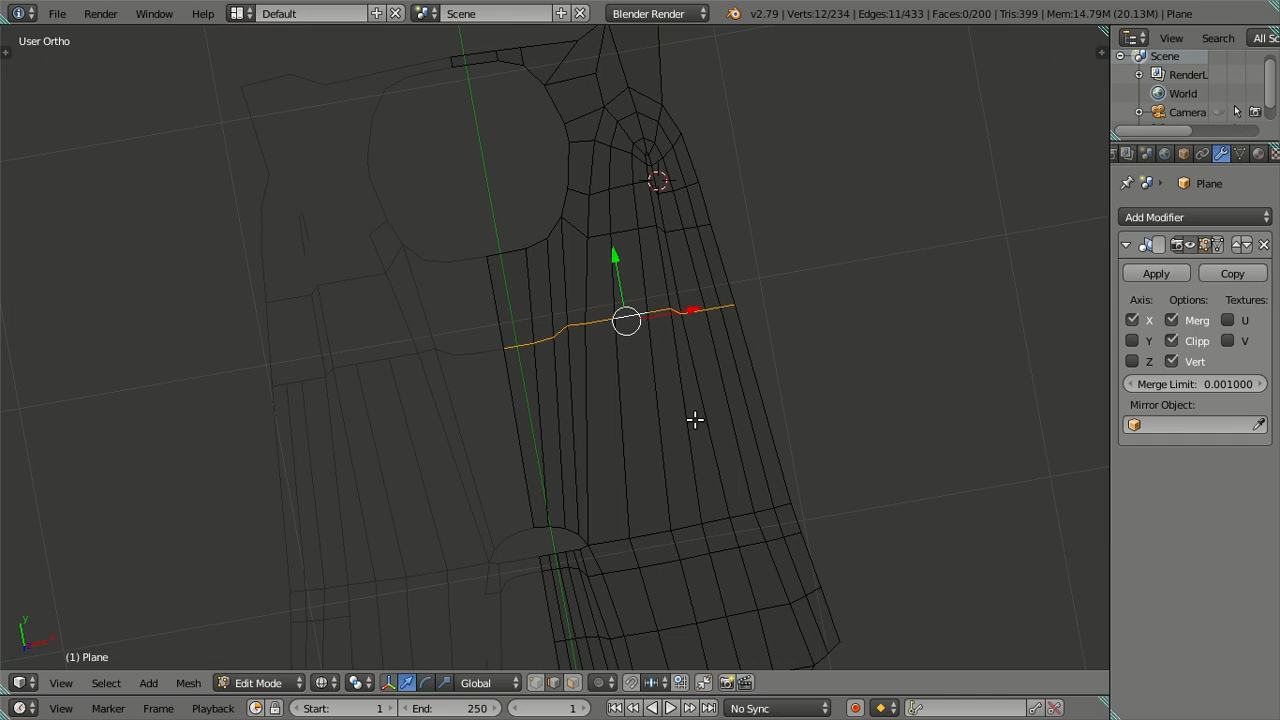 File Render Window Help Default Scene Blender Render v2.79 | Verts:12/234 | Edges:11/433 | Faces:0/200 | Tris:399 | Mem:14.79M (20.13M) | Plane
User Ortho
View Search All Sc
Scene
RenderL
World
Camera
Plane
Add Modifier
Apply Copy
Axis: Options: Textures:
X Merg U
Y Clipp V
Z Vert
Merge Limit: 0.001000
Mirror Object:
y
x
z
(1) Plane
View Select Add Mesh Edit Mode Global
View Marker Frame Playback Start: 1 End: 250 1 No Sync